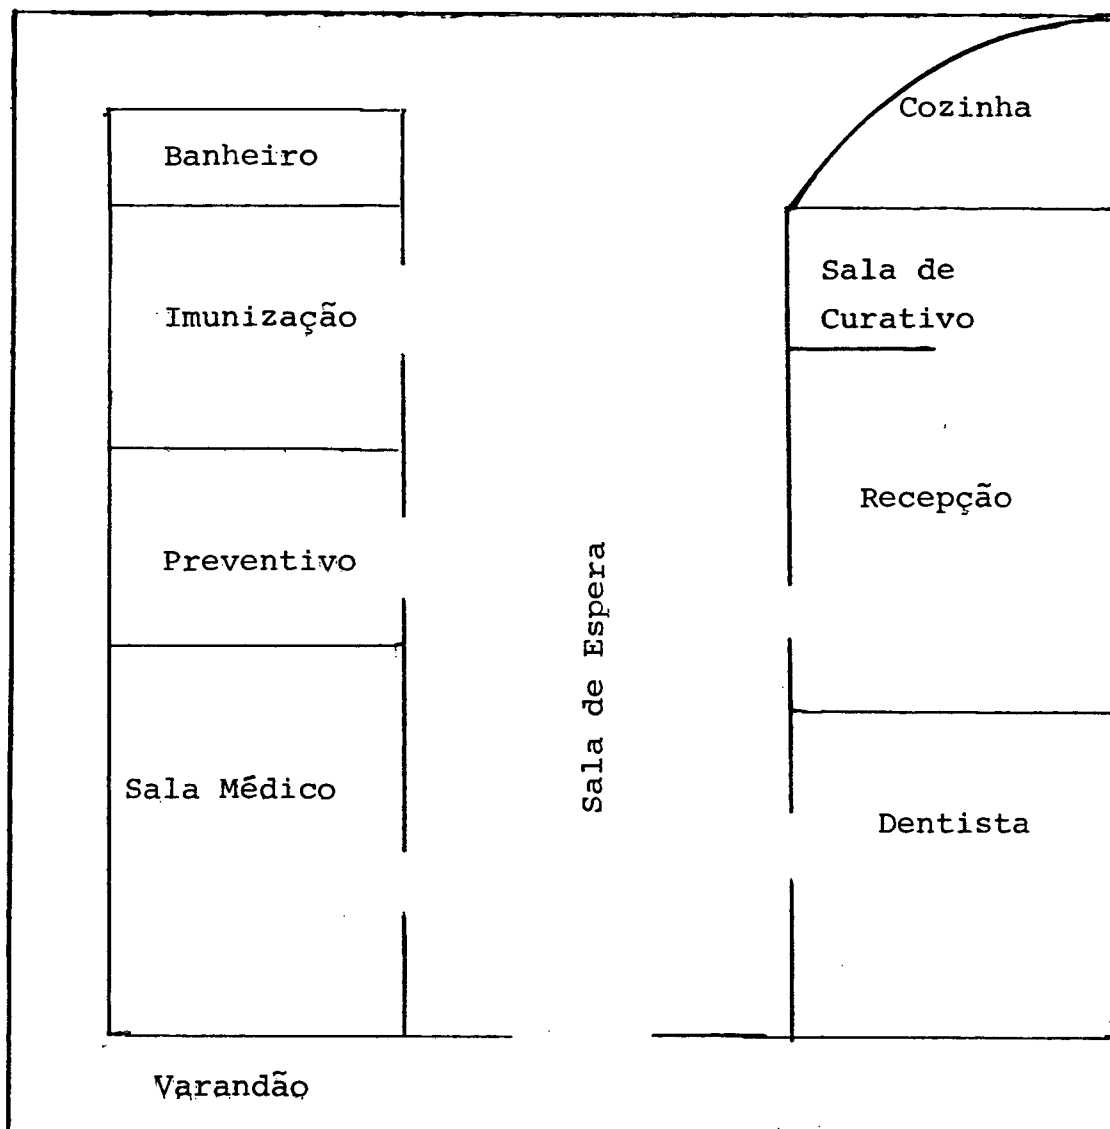 Cozinha
Banheiro
Sala de
Curativo
Imunização
Recepção
Preventivo
Sala de Espera
Sala Médico
Dentista
Varandão